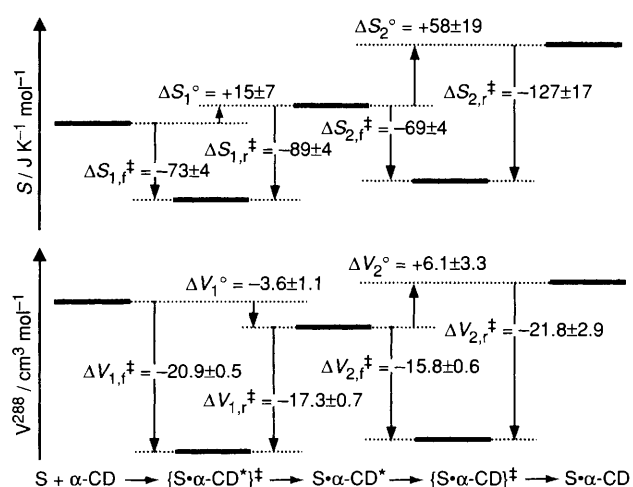 ΔS₂° = +58±19
ΔS₁° = +15±7
ΔS₂,ᵣ‡ = −127±17
ΔS₂,f‡ = −69±4
ΔS₁,ᵣ‡ = −89±4
ΔS₁,f‡ = −73±4
S / J K⁻¹ mol⁻¹
ΔV₂° = +6.1±3.3
ΔV₁° = −3.6±1.1
ΔV₂,ᵣ‡ = −21.8±2.9
ΔV₁,f‡ = −20.9±0.5
ΔV₂,f‡ = −15.8±0.6
ΔV₁,ᵣ‡ = −17.3±0.7
V²⁸⁸ / cm³ mol⁻¹
S + α-CD → {S•α-CD*}‡ → S•α-CD* → {S•α-CD}‡ → S•α-CD